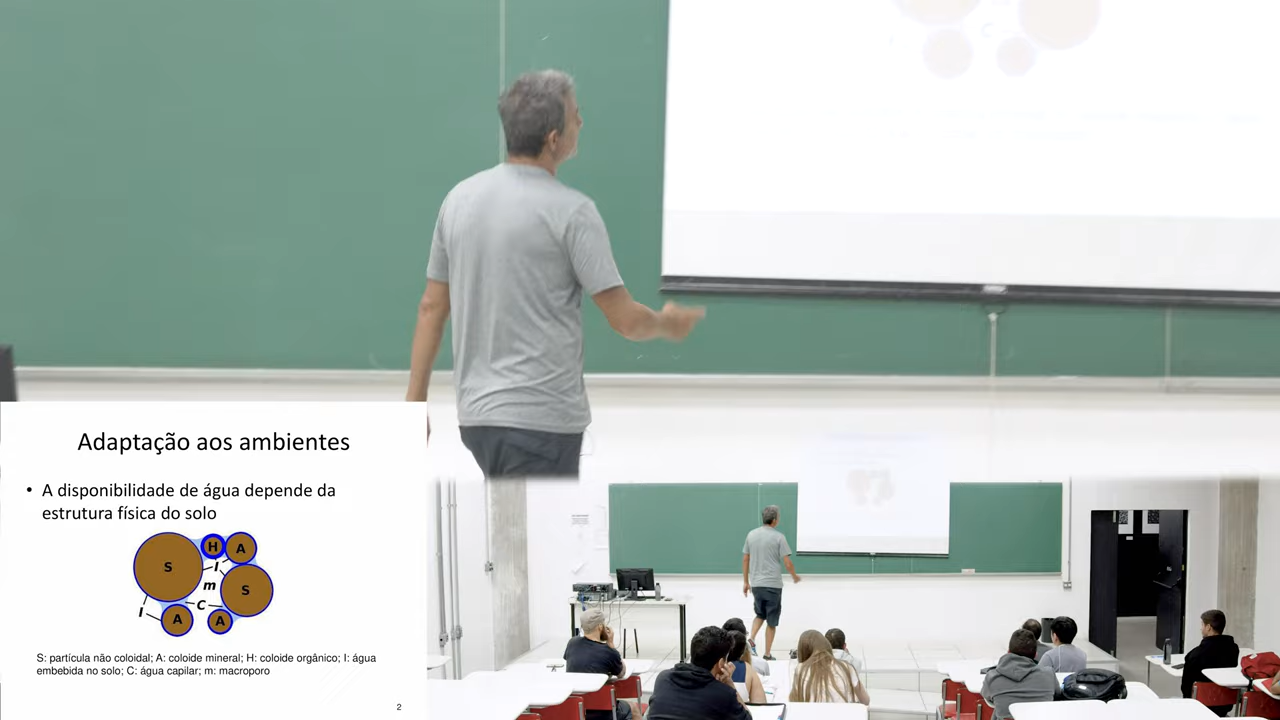 Adaptação aos ambientes
• A disponibilidade de água depende da
estrutura física do solo
S
H
A
I
m
S
C
I
A
A
S: partícula não coloidal; A: coloide mineral; H: coloide orgânico; I: água
embebida no solo; C: água capilar; m: macroporo
2